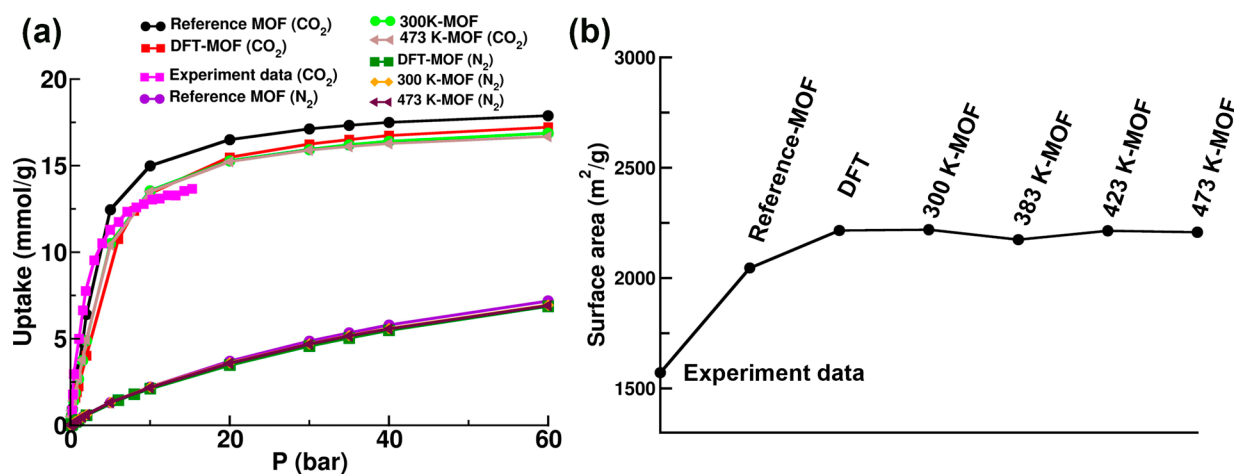 (a)
Reference MOF (CO2)
DFT-MOF (CO2)
Experiment data (CO2)
Reference MOF (N2)
300K-MOF
473 K-MOF (CO2)
DFT-MOF (N2)
300 K-MOF (N2)
473 K-MOF (N2)
20
15
10
5
0
Uptake (mmol/g)
0
20
40
60
P (bar)
(b)
3000
2500
2000
1500
Surface area (m2/g)
Experiment data
Reference-MOF
DFT
300 K-MOF
383 K-MOF
423 K-MOF
473 K-MOF